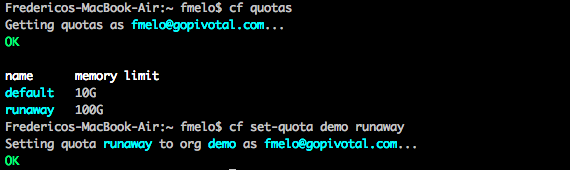 Fredericos-MacBook-Air:~ fmelo$ cf quotas
Getting quotas as fmelo@gopivotal.com...
OK
name memory limit
default 10G
runaway 100G
Fredericos-MacBook-Air:~ fmelo$ cf set-quota demo runaway
Setting quota runaway to org demo as fmelo@gopivotal.com...
OK